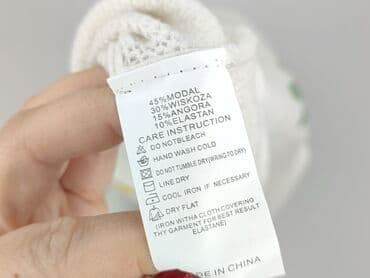 45%MODAL
30%WISKOZA
15%ANGORA
10%ELASTAN
CARE INSTRUCTION
DO NOTBLEACH
HAND WASH COLD
DO NOT TUMBLE DRY(WRING TO DRY)
LINE DRY
COOL IRON IF NECESSARY
DRY FLAT
(IRON WITHA CLOTH COVERING
THY GARMENT FOR BEST RESULT
ELASTANE)
DE IN CHINA